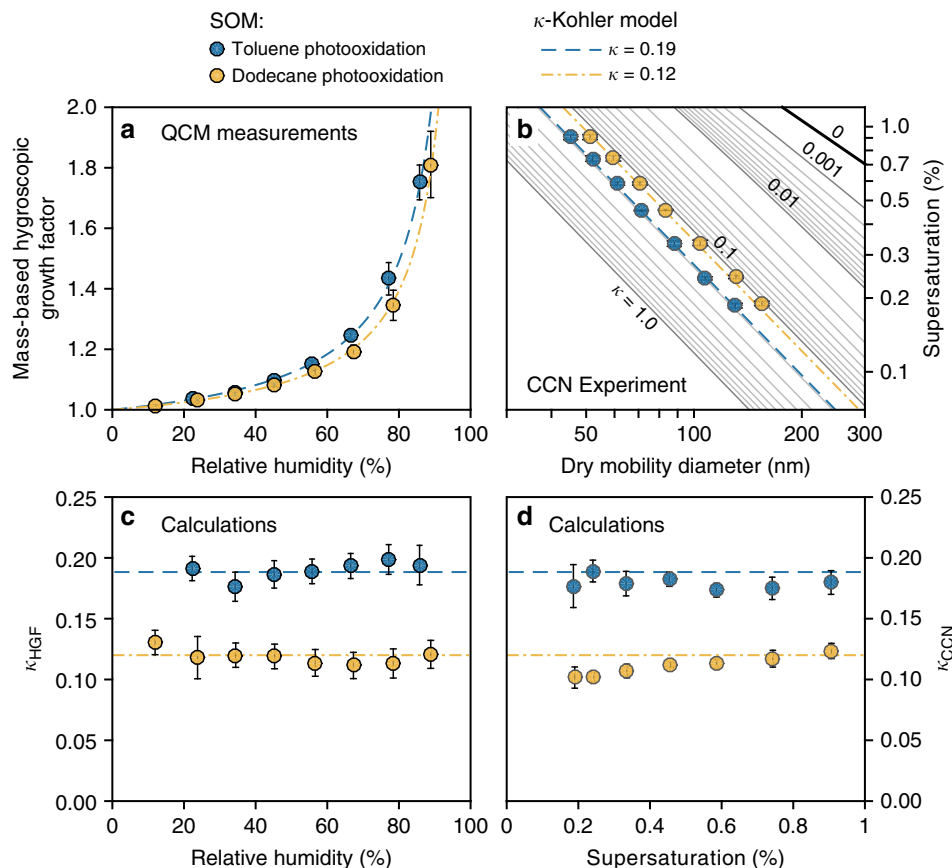 SOM:
Toluene photooxidation
Dodecane photooxidation
κ-Kohler model
κ = 0.19
κ = 0.12
a QCM measurements
Mass-based hygroscopic
growth factor
2.0
1.8
1.6
1.4
1.2
1.0
0 20 40 60 80 100
Relative humidity (%)
b
0
0.001
0.01
0.1
κ = 1.0
CCN Experiment
1.0
0.7
0.5
0.3
0.2
0.1
Supersaturation (%)
50 100 200 300
Dry mobility diameter (nm)
c Calculations
κHGF
0.25
0.20
0.15
0.10
0.05
0.00
0 20 40 60 80 100
Relative humidity (%)
d Calculations
0.25
0.20
0.15
0.10
0.05
0.00
κCCN
0 0.2 0.4 0.6 0.8 1
Supersaturation (%)